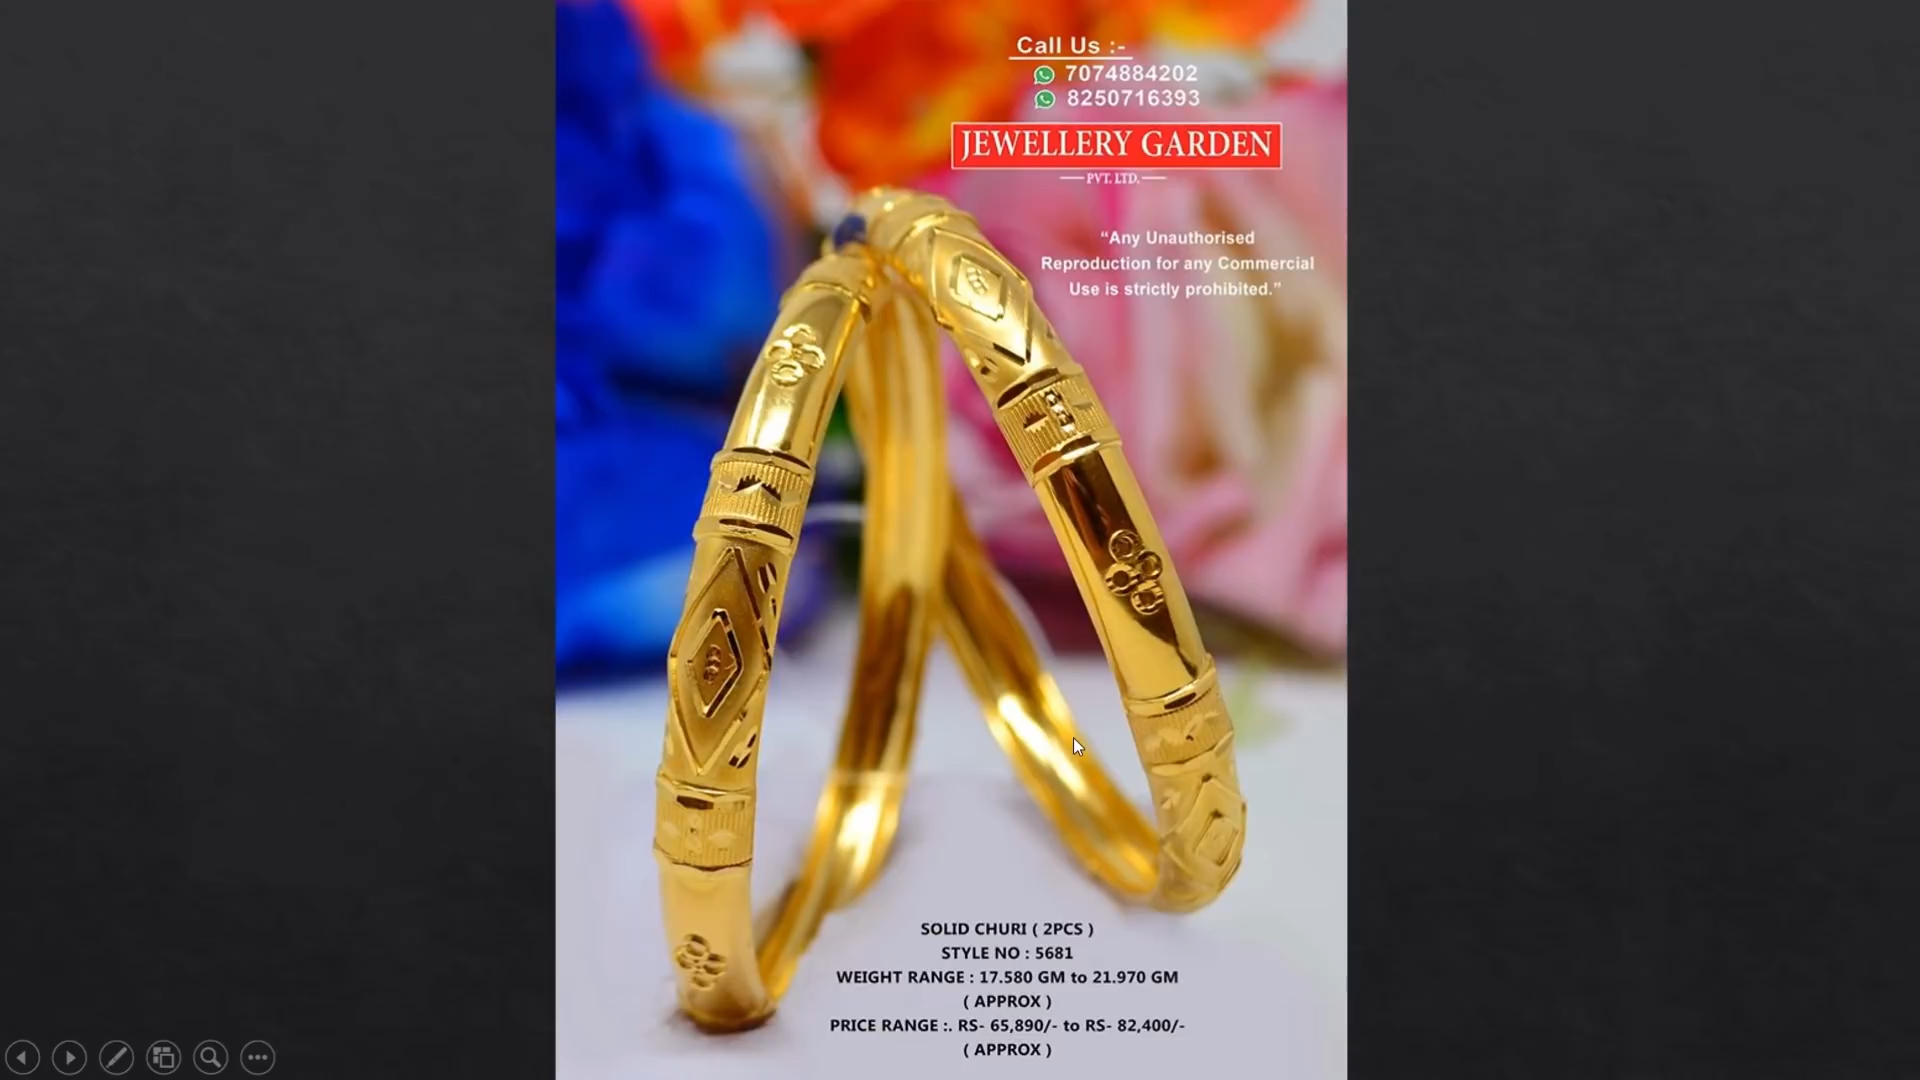 Call Us :-
7074884202
8250716393
JEWELLERY GARDEN
PVT. LTD.
“Any Unauthorised
Reproduction for any Commercial
Use is strictly prohibited.”
SOLID CHURI ( 2PCS )
STYLE NO : 5681
WEIGHT RANGE : 17.580 GM to 21.970 GM
( APPROX )
PRICE RANGE :. RS- 65,890/- to RS- 82,400/-
( APPROX )